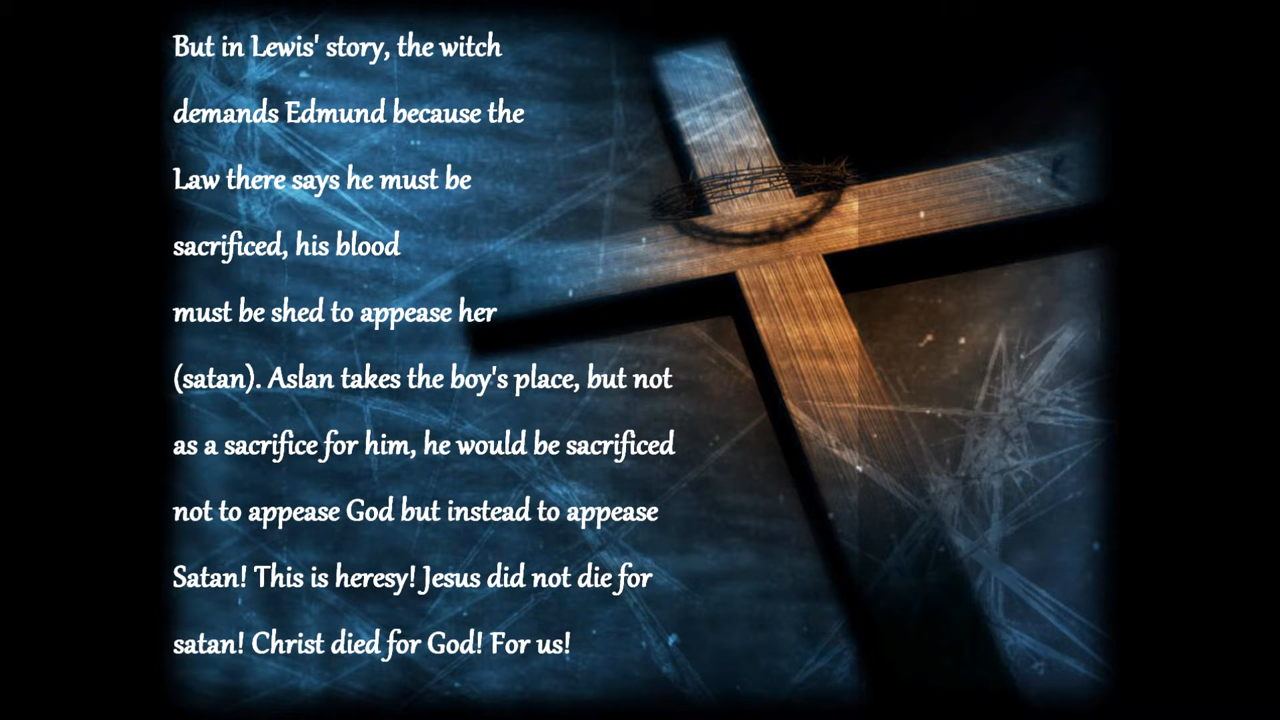 But in Lewis' story, the witch
demands Edmund because the
Law there says he must be
sacrificed, his blood
must be shed to appease her
(satan). Aslan takes the boy's place, but not
as a sacrifice for him, he would be sacrificed
not to appease God but instead to appease
Satan! This is heresy! Jesus did not die for
satan! Christ died for God! For us!